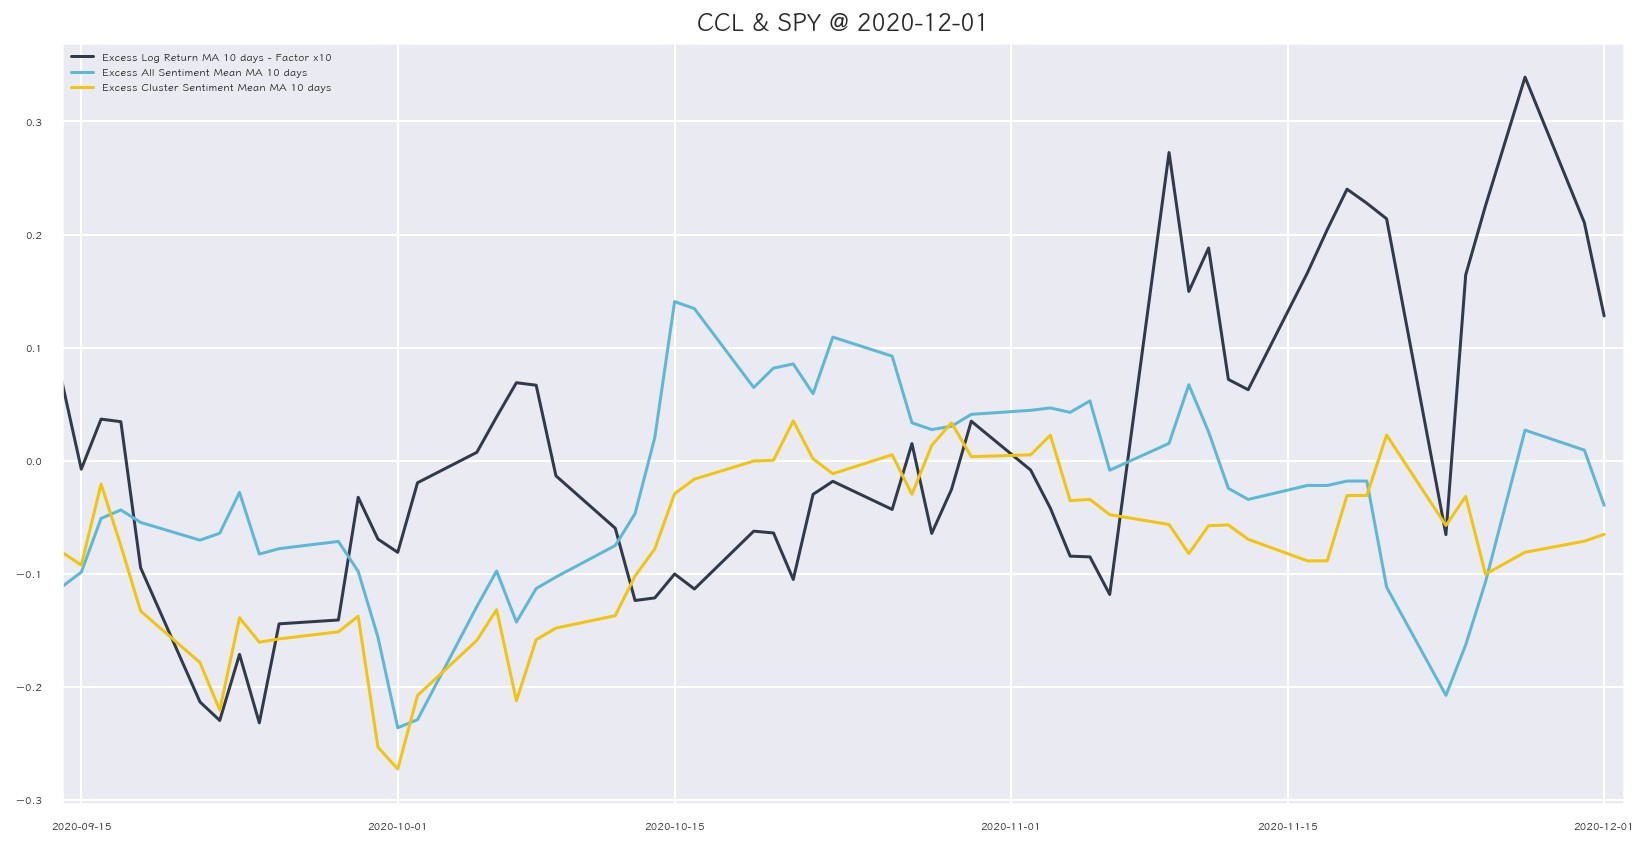 CCL & SPY @ 2020-12-01
Excess Log Return MA 10 days - Factor x10
Excess All Sentiment Mean MA 10 days
Excess Cluster Sentiment Mean MA 10 days
0.3
0.2
0.1
0.0
−0.1
−0.2
−0.3
2020-09-15 2020-10-01 2020-10-15 2020-11-01 2020-11-15 2020-12-01